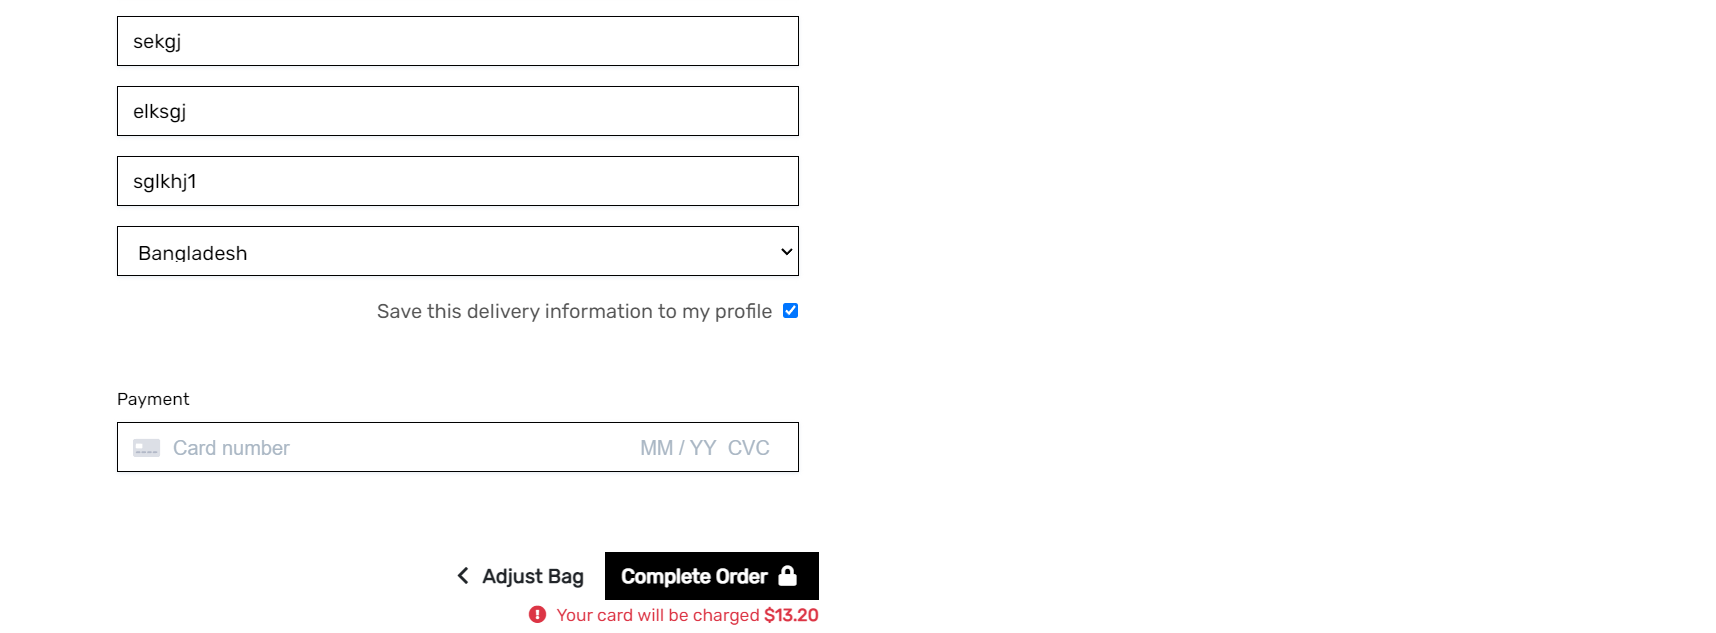 sekgj
elksgj
sglkhj1
Bangladesh
Save this delivery information to my profile
Payment
Card number MM / YY CVC
Adjust Bag Complete Order
Your card will be charged $13.20